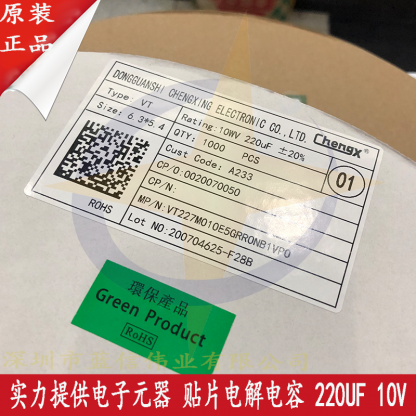 原装
正品
DONGGUANSHI CHENGXING ELECTRONIC CO.,LTD.
Chengx
Type: VT
Rating:10WV 220uF ±20%
Size: 6.3*5.4
QTY: 1000 PCS
Cust Code: A233
01
CP/O:0020070050
CP/N:
MP/N:VT227M010E5GRRONB1VPO
ROHS
Lot NO:200704625-F28B
環保產品
Green Product
RoHS
实力提供电子元器 贴片电解电容 220UF 10V